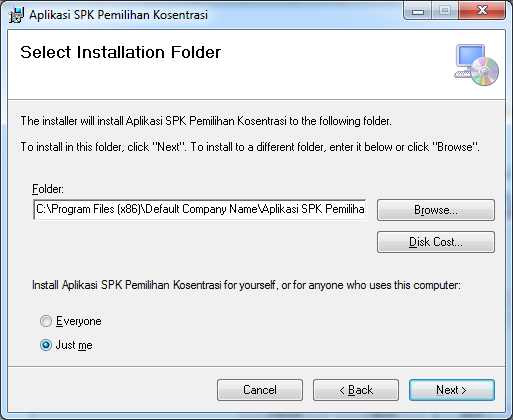 Aplikasi SPK Pemilihan Kosentrasi
Select Installation Folder
The installer will install Aplikasi SPK Pemilihan Kosentrasi to the following folder.
To install in this folder, click "Next". To install to a different folder, enter it below or click "Browse".
Folder:
C:\Program Files (x86)\Default Company Name\Aplikasi SPK Pemiliha
Browse...
Disk Cost...
Install Aplikasi SPK Pemilihan Kosentrasi for yourself, or for anyone who uses this computer:
Everyone
Just me
Cancel
< Back
Next >